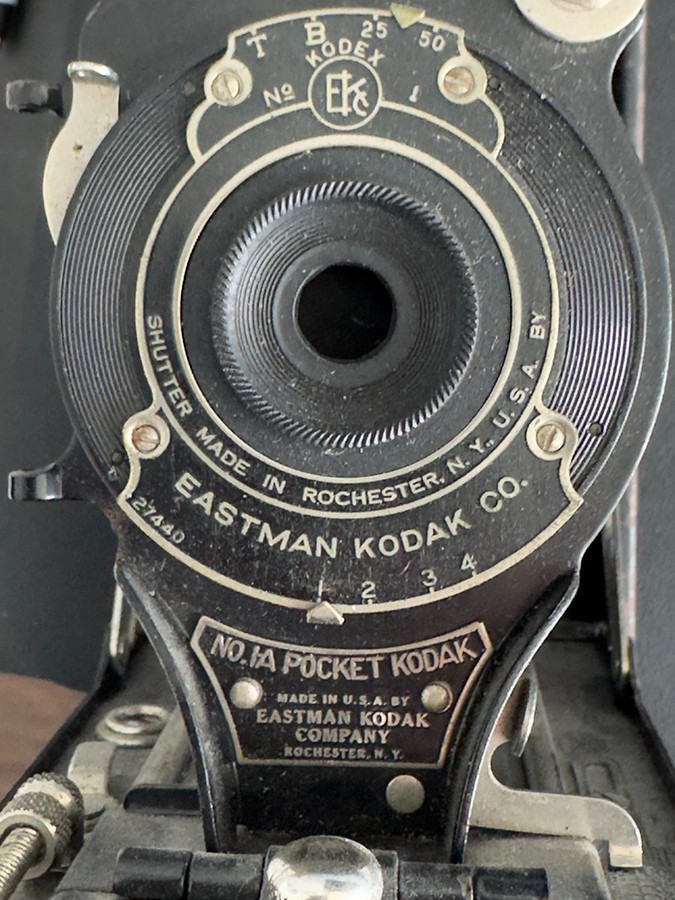 T B 25 50
KODEX
No EKC 1
SHUTTER MADE IN ROCHESTER, N.Y., U.S.A. BY
EASTMAN KODAK CO.
27440
1 2 3 4
NO.1A POCKET KODAK
MADE IN U.S.A. BY
EASTMAN KODAK
COMPANY
ROCHESTER, N.Y.